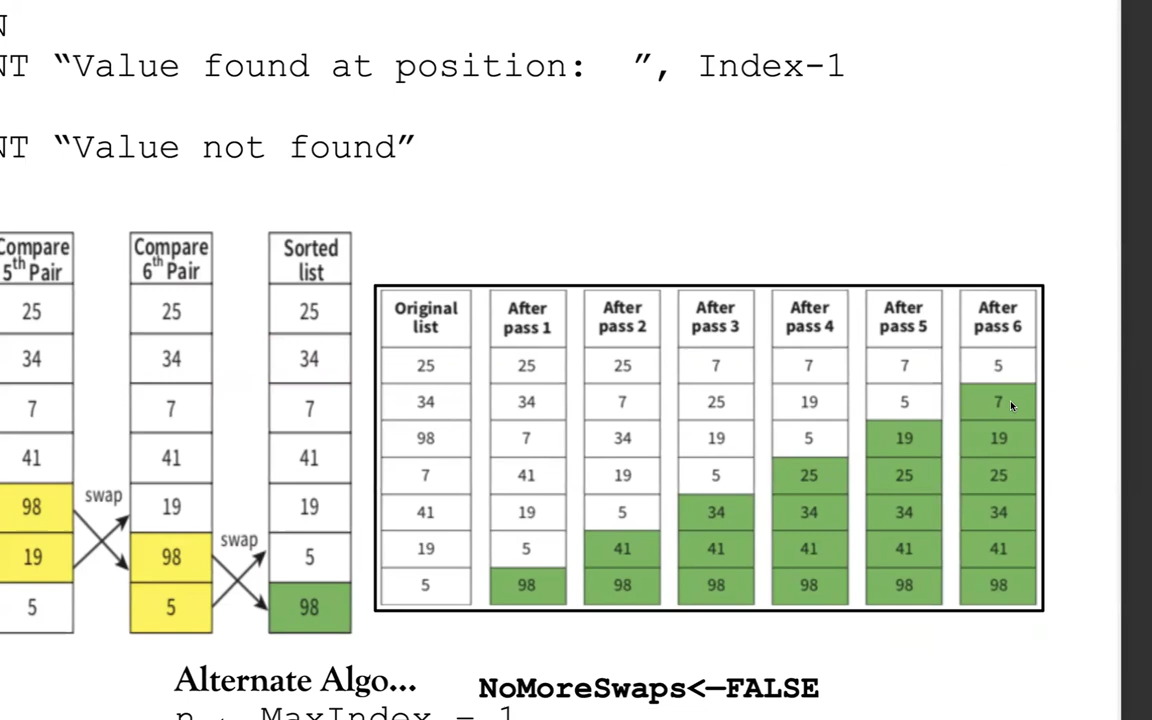 N
NT “Value found at position:  ”, Index-1
NT “Value not found”
Compare 5th Pair
25
34
7
41
98
19
5
swap
Compare 6th Pair
25
34
7
41
19
98
5
swap
Sorted list
25
34
7
41
19
5
98
Original list After pass 1 After pass 2 After pass 3 After pass 4 After pass 5 After pass 6
25 25 25 7 7 7 5
34 34 7 25 19 5 7
98 7 34 19 5 19 19
7 41 19 5 25 25 25
41 19 5 34 34 34 34
19 5 41 41 41 41 41
5 98 98 98 98 98 98
Alternate Algo...
NoMoreSwaps<—FALSE
n ← MaxIndex - 1